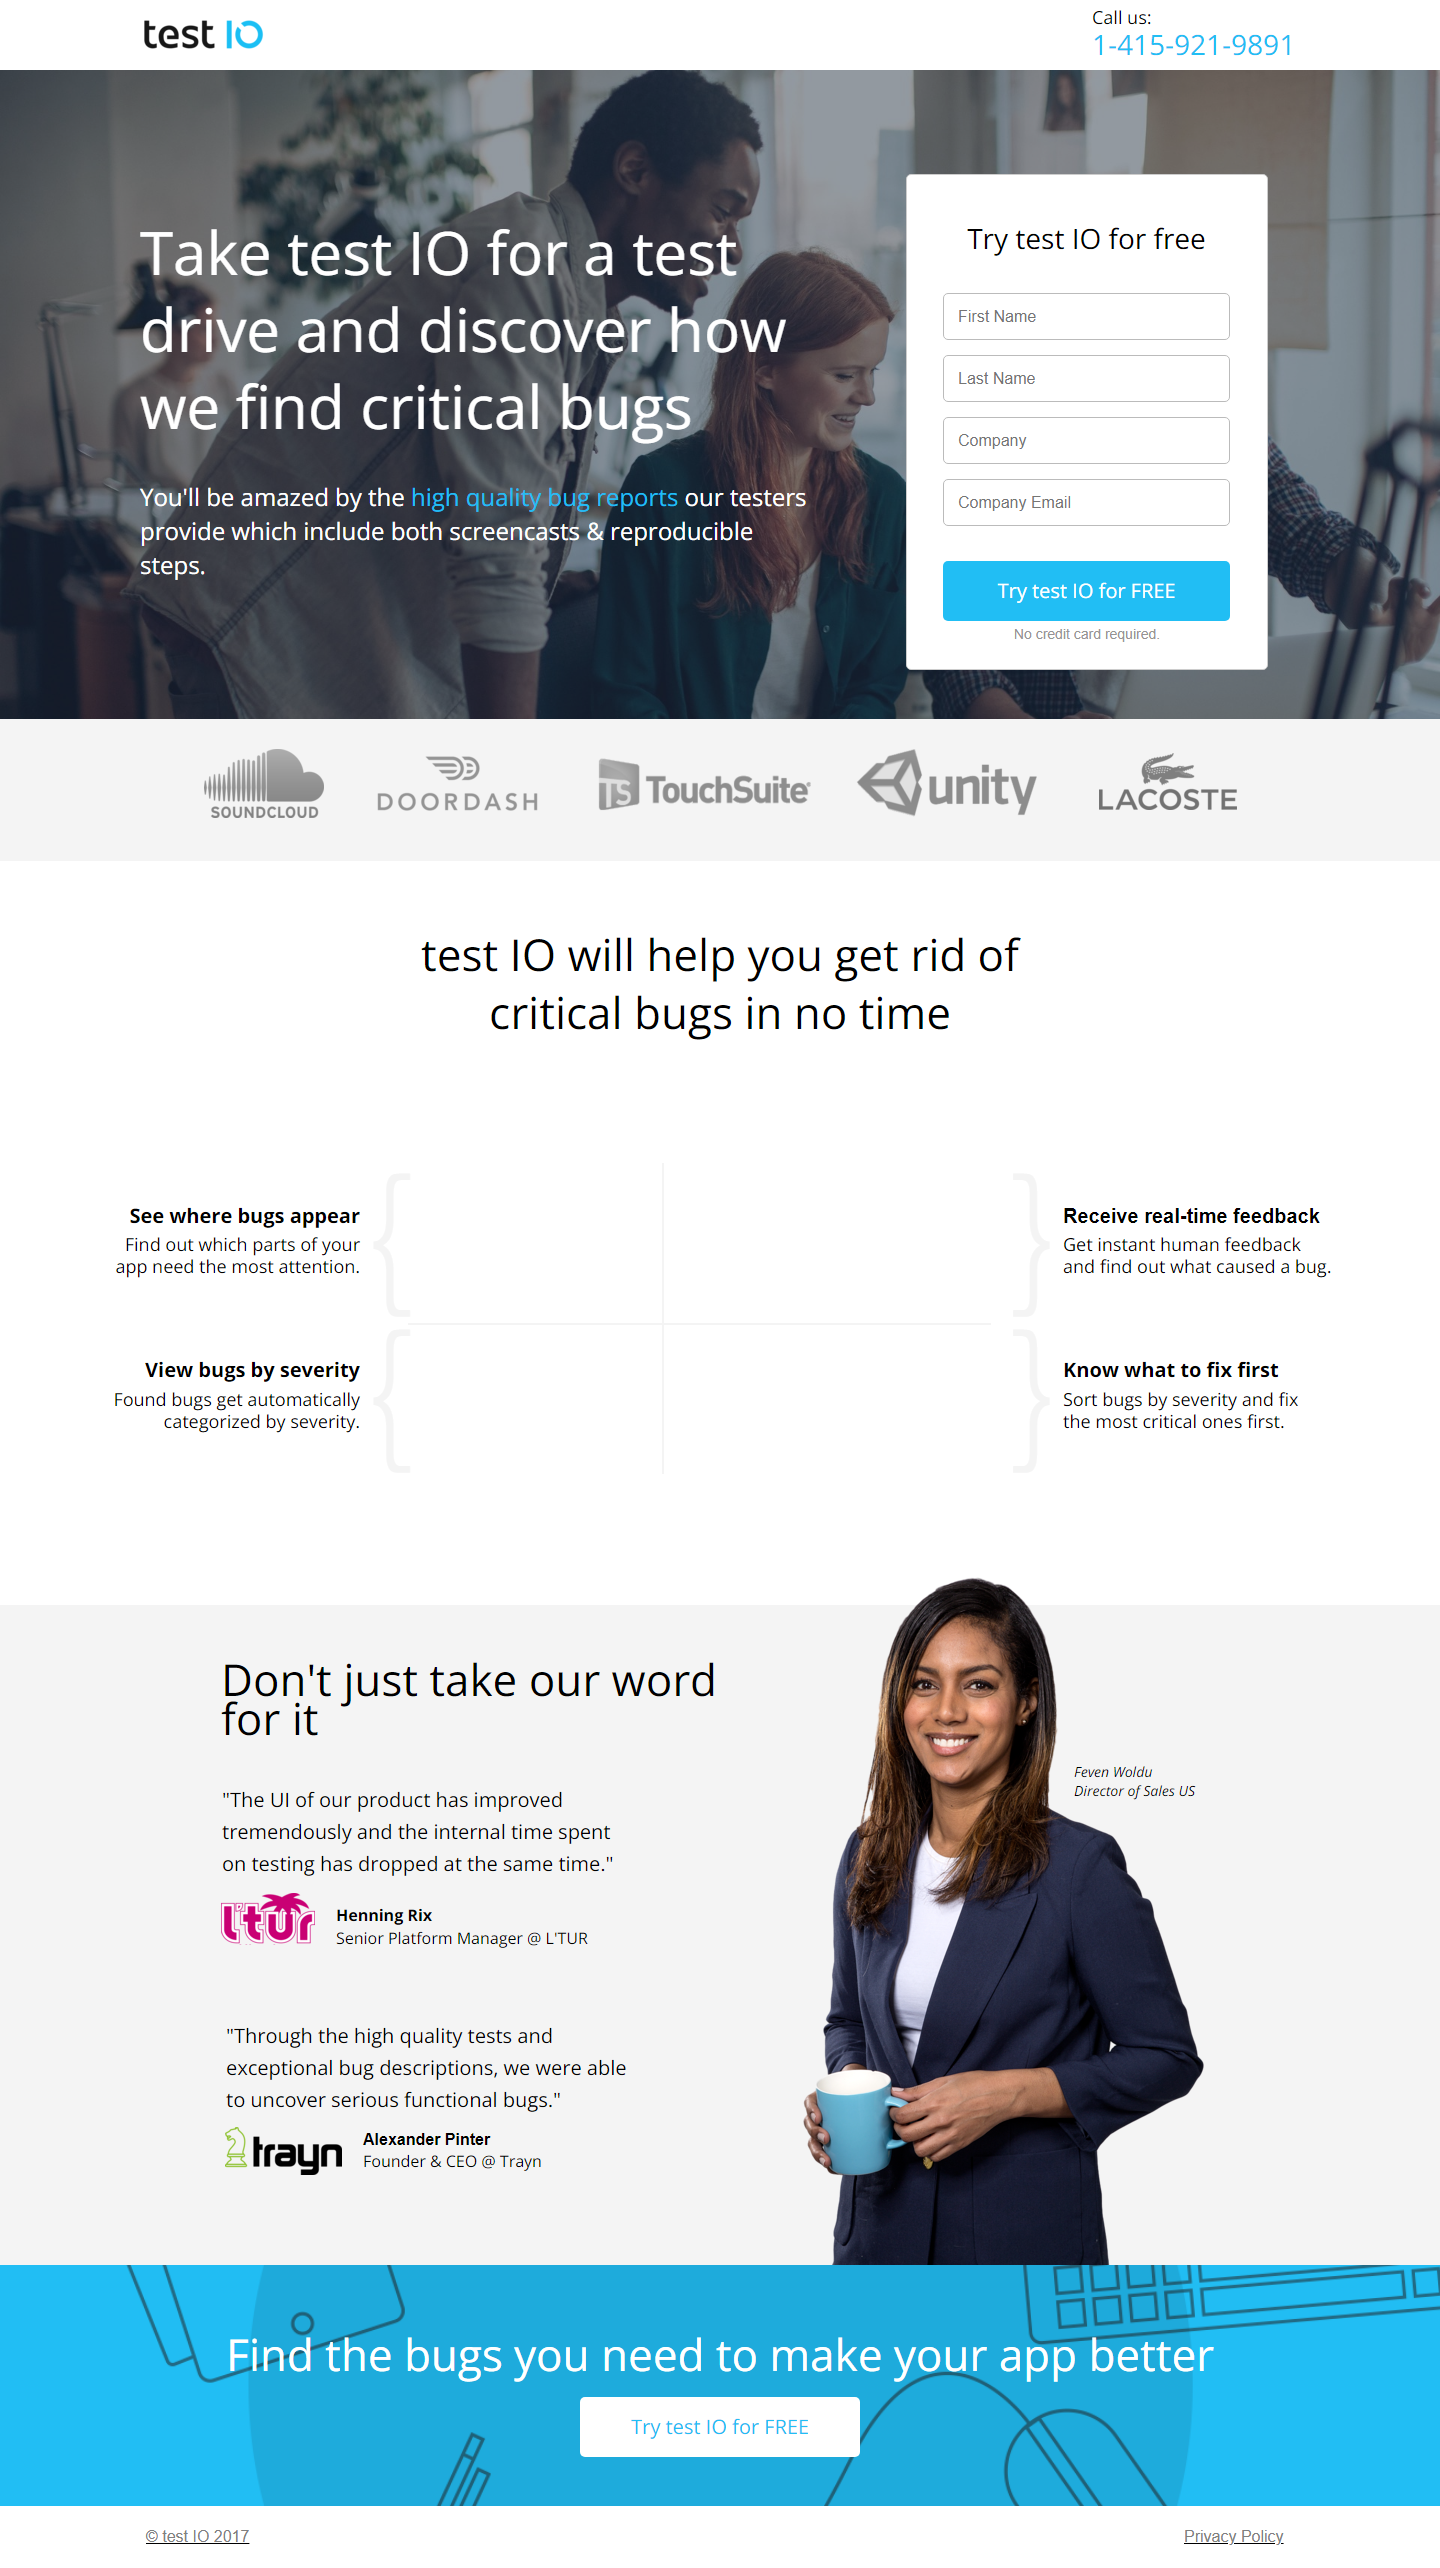 test IO
Call us:
1-415-921-9891
Take test IO for a test
drive and discover how
we find critical bugs
You'll be amazed by the high quality bug reports our testers
provide which include both screencasts & reproducible
steps.
Try test IO for free
First Name
Last Name
Company
Company Email
Try test IO for FREE
No credit card required.
SOUNDCLOUD
DOORDASH
TS TouchSuite
unity
LACOSTE
test IO will help you get rid of
critical bugs in no time
See where bugs appear
Find out which parts of your
app need the most attention.
Receive real-time feedback
Get instant human feedback
and find out what caused a bug.
View bugs by severity
Found bugs get automatically
categorized by severity.
Know what to fix first
Sort bugs by severity and fix
the most critical ones first.
Don't just take our word
for it
"The UI of our product has improved
tremendously and the internal time spent
on testing has dropped at the same time."
l'tur
Henning Rix
Senior Platform Manager @ L'TUR
Feven Woldu
Director of Sales US
"Through the high quality tests and
exceptional bug descriptions, we were able
to uncover serious functional bugs."
trayn
Alexander Pinter
Founder & CEO @ Trayn
Find the bugs you need to make your app better
Try test IO for FREE
© test IO 2017
Privacy Policy